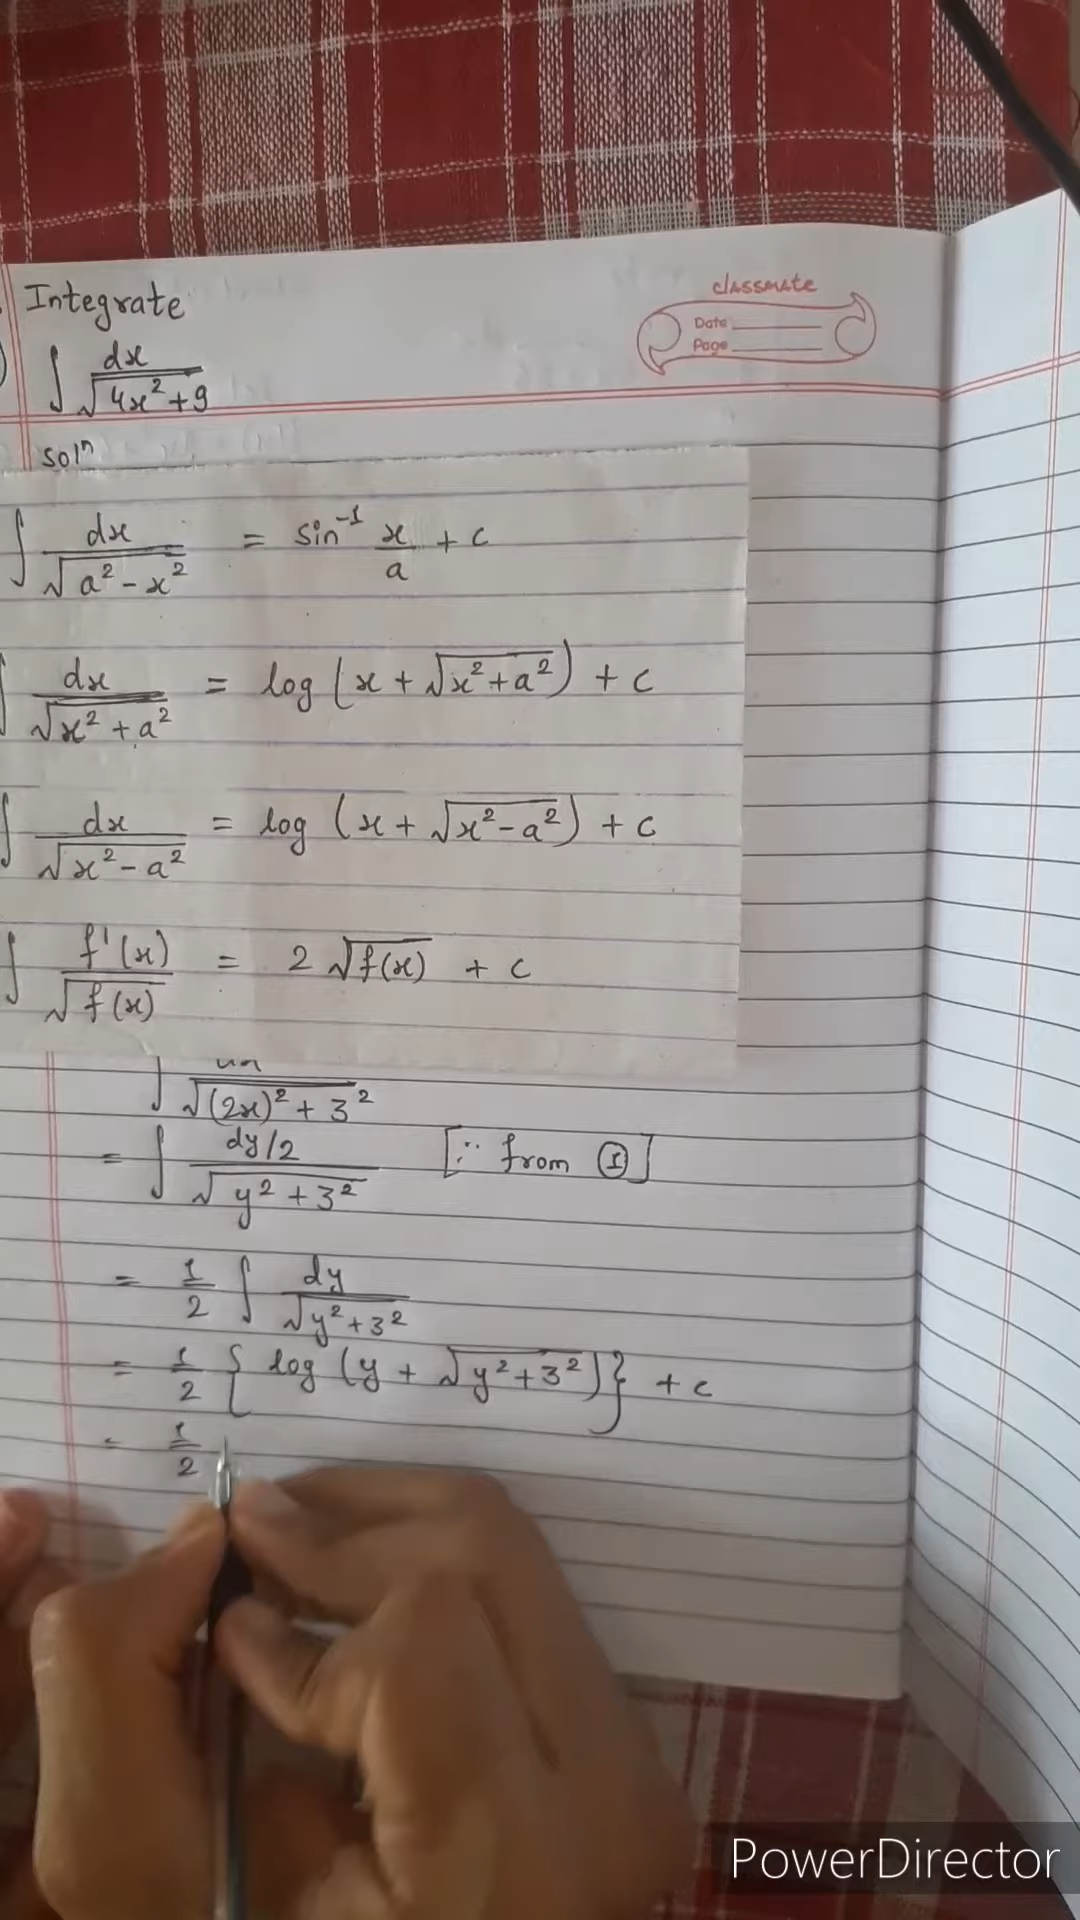 Integrate
classmate
Date
Page
∫ dx / √(4x² + 9)
solⁿ
∫ dx / √(a² − x²) = sin⁻¹ x/a + c
∫ dx / √(x² + a²) = log (x + √(x² + a²)) + c
∫ dx / √(x² − a²) = log (x + √(x² − a²)) + c
∫ f'(x) / √f(x) = 2 √f(x) + c
∫ / √((2x)² + 3²)
= ∫ dy/2 / √(y² + 3²) [∵ from ①]
= 1/2 ∫ dy / √(y² + 3²)
= 1/2 { log (y + √(y² + 3²)) } + c
= 1/2
PowerDirector